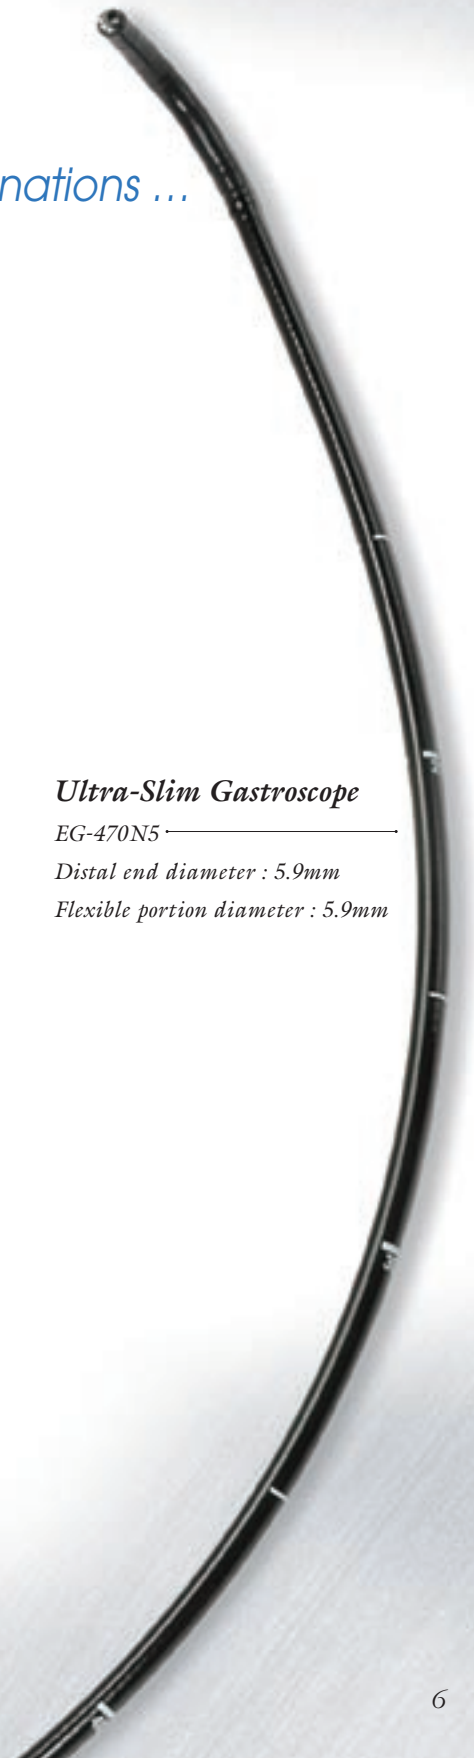 nations ...
Ultra-Slim Gastroscope
EG-470N5
Distal end diameter : 5.9mm
Flexible portion diameter : 5.9mm
6